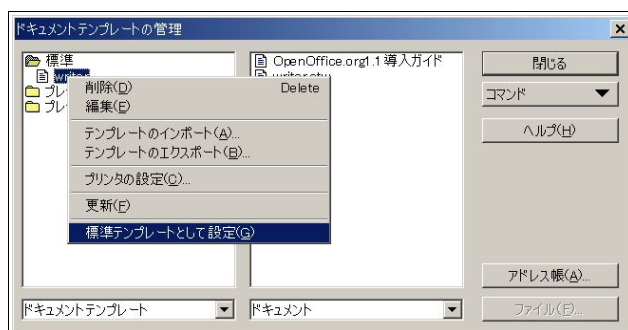 ドキュメントテンプレートの管理
標準
writer
プレ
プレ
削除(D) Delete
編集(E)
テンプレートのインポート(A)...
テンプレートのエクスポート(B)...
プリンタの設定(C)...
更新(F)
標準テンプレートとして設定(G)
OpenOffice.org1.1 導入ガイド
writer.stw
閉じる
コマンド
ヘルプ(H)
アドレス帳(A)...
ファイル(F)...
ドキュメントテンプレート
ドキュメント